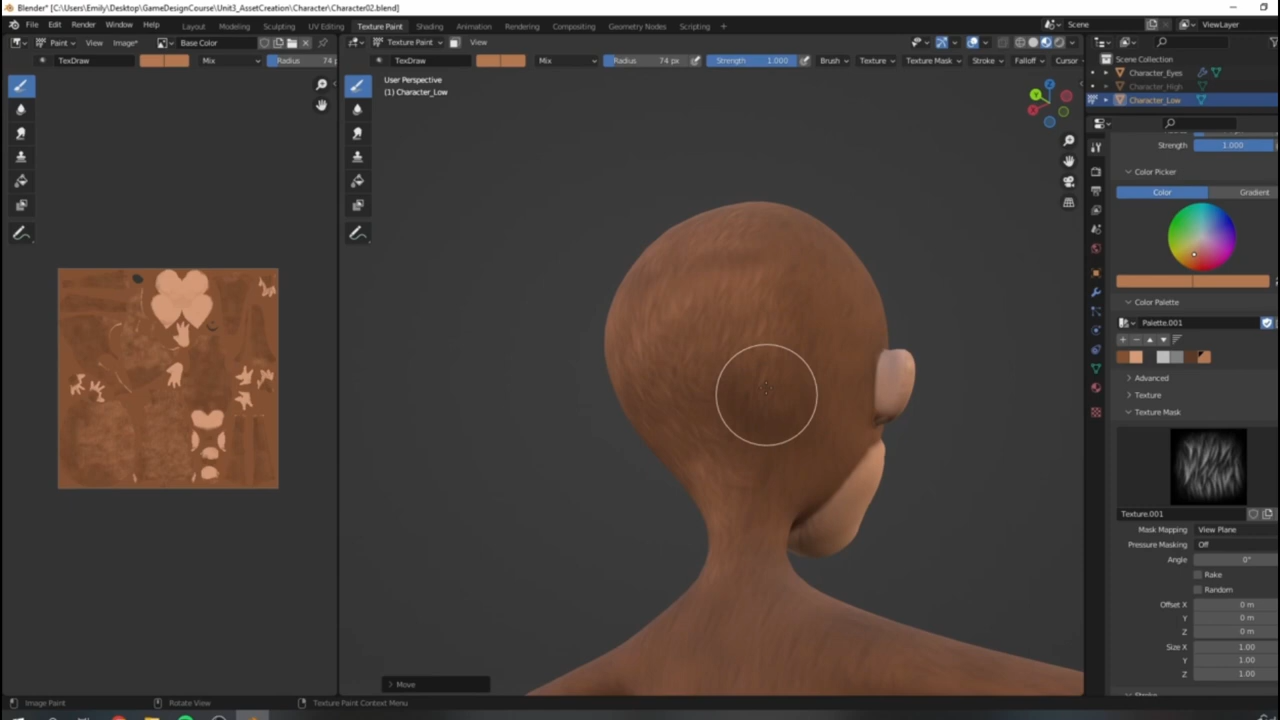 Blender* [C:\Users\Emily\Desktop\GameDesignCourse\Unit3_AssetCreation\Character\Character02.blend]
File Edit Render Window Help Layout Modeling Sculpting UV Editing Texture Paint Shading Animation Rendering Compositing Geometry Nodes Scripting + Scene ViewLayer
Paint View Image* Base Color Texture Paint View
TexDraw Mix Radius 74 p TexDraw Mix Radius 74 px Strength 1.000 Brush Texture Texture Mask Stroke Falloff Cursor
User Perspective
(1) Character_Low
Scene Collection
Character_Eyes
Character_High
Character_Low
Strength 1.000
Color Picker
Color Gradient
Color Palette
Palette.001
Advanced
Texture
Texture Mask
Texture.001
Mask Mapping View Plane
Pressure Masking Off
Angle 0°
Rake
Random
Offset X 0 m
Y 0 m
Z 0 m
Size X 1.00
Y 1.00
Z 1.00
Move
Image Paint Rotate View Texture Paint Context Menu